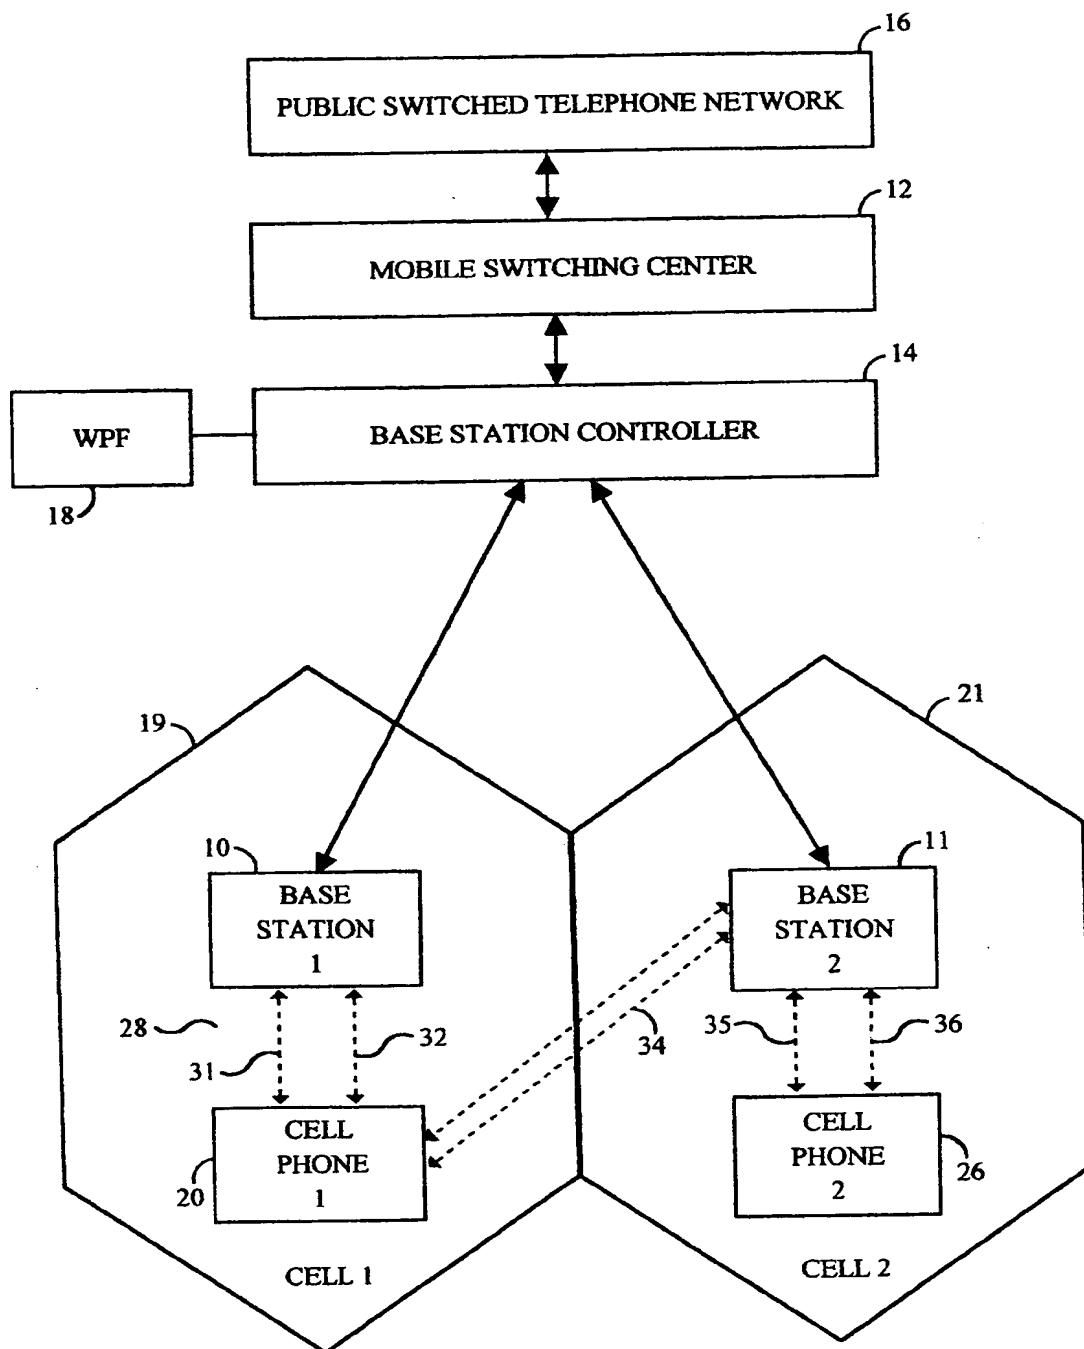 16
PUBLIC SWITCHED TELEPHONE NETWORK
12
MOBILE SWITCHING CENTER
14
WPF
BASE STATION CONTROLLER
18
19
21
10
11
BASE
STATION
1
BASE
STATION
2
28
31
32
34
35
36
CELL
PHONE
1
20
CELL
PHONE
2
26
CELL 1
CELL 2